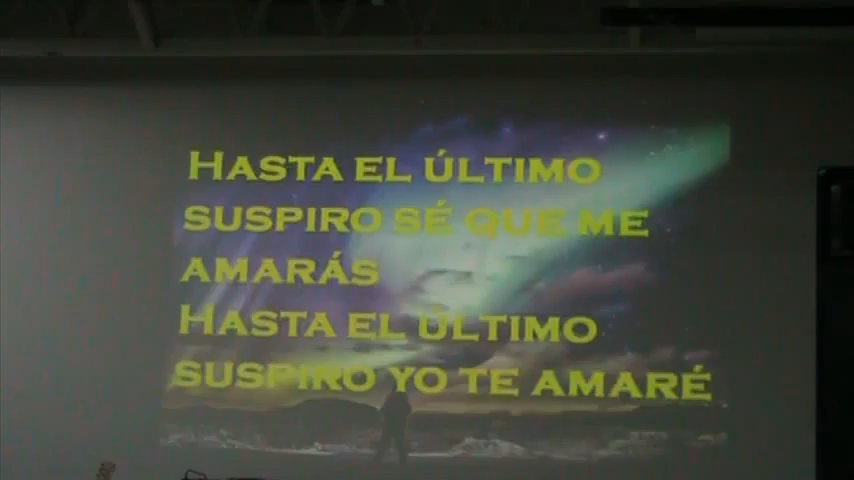 HASTA EL ÚLTIMO
SUSPIRO SÉ QUE ME
AMARÁS
HASTA EL ÚLTIMO
SUSPIRO YO TE AMARÉ